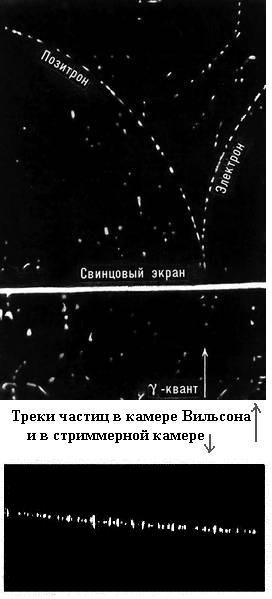 Позитрон
Электрон
Свинцовый экран
γ-квант
Треки частиц в камере Вильсона
и в стриммерной камере